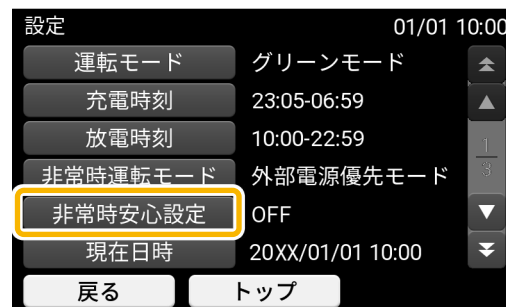 設定 01/01 10:00
運転モード グリーンモード
充電時刻 23:05-06:59
放電時刻 10:00-22:59
1
非常時運転モード 外部電源優先モード
3
非常時安心設定 OFF
現在日時 20XX/01/01 10:00
戻る トップ